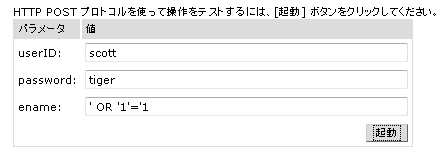 HTTP POST プロトコルを使って操作をテストするには、[起動] ボタンをクリックしてください。
パラメータ 値
userID: scott
password: tiger
ename: ' OR '1'='1
起動